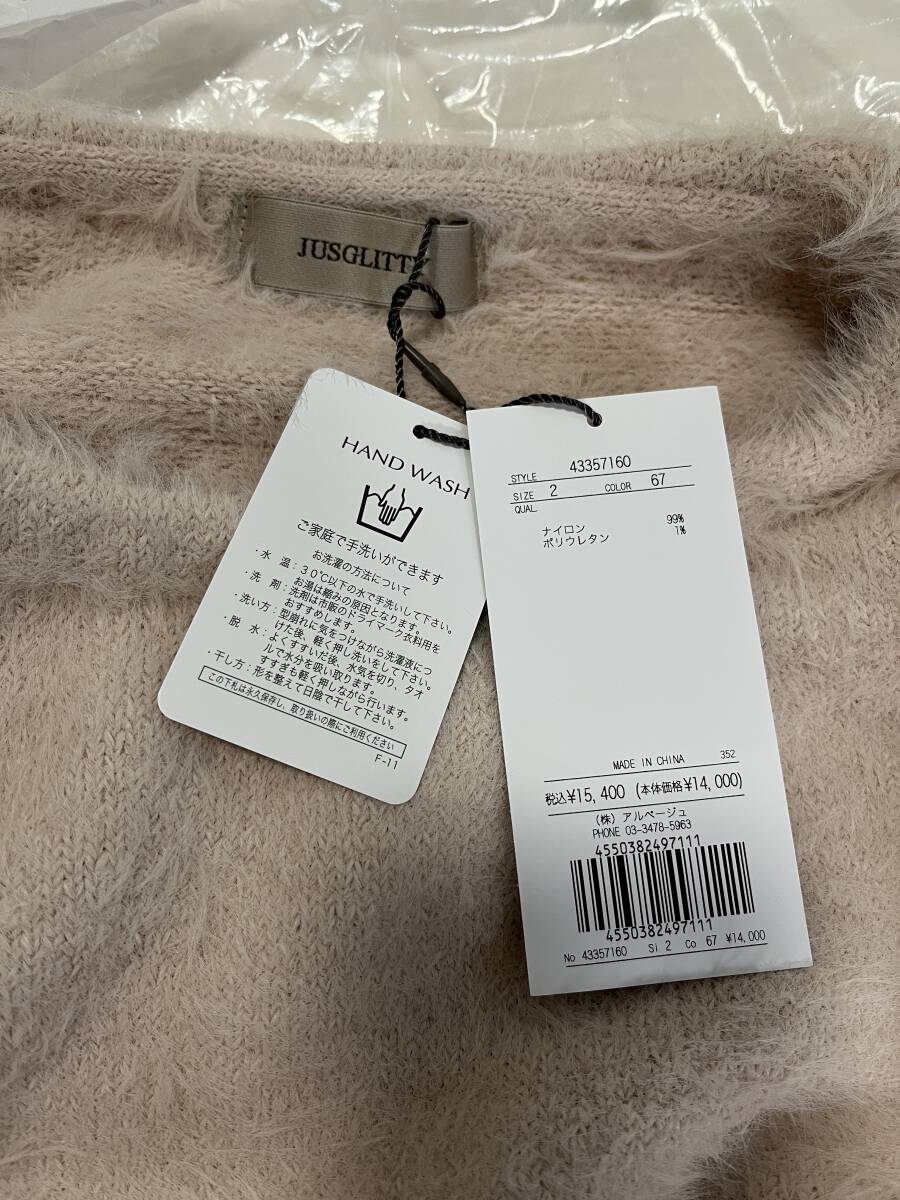 JUSGLITTY
HAND WASH
ご家庭で手洗いができます
お洗濯の方法について
・水 温：30℃以下の水で手洗いして下さい。
お湯は縮みの原因となります。
・洗 剤：洗剤は市販のドライマーク衣料用を
おすすめします。
・洗い方：型崩れに気をつけながら洗濯液につ
けた後、軽く押し洗いをして下さい。
・脱 水：よくすすいだ後、水気を切り、タオ
ルで水分を吸い取ります。
すすぎも軽く押しながら行います。
・干し方：形を整えて日陰で干して下さい。
この下札は永久保存し、取り扱いの際にご利用ください
F-11
STYLE 43357160
SIZE 2 COLOR 67
QUAL
ナイロン 99%
ポリウレタン 1%
MADE IN CHINA 352
税込¥15,400 (本体価格¥14,000)
(株) アルページュ
PHONE 03-3478-5963
4550382497111
4550382497111
No 43357160 Si 2 Co 67 ¥14,000